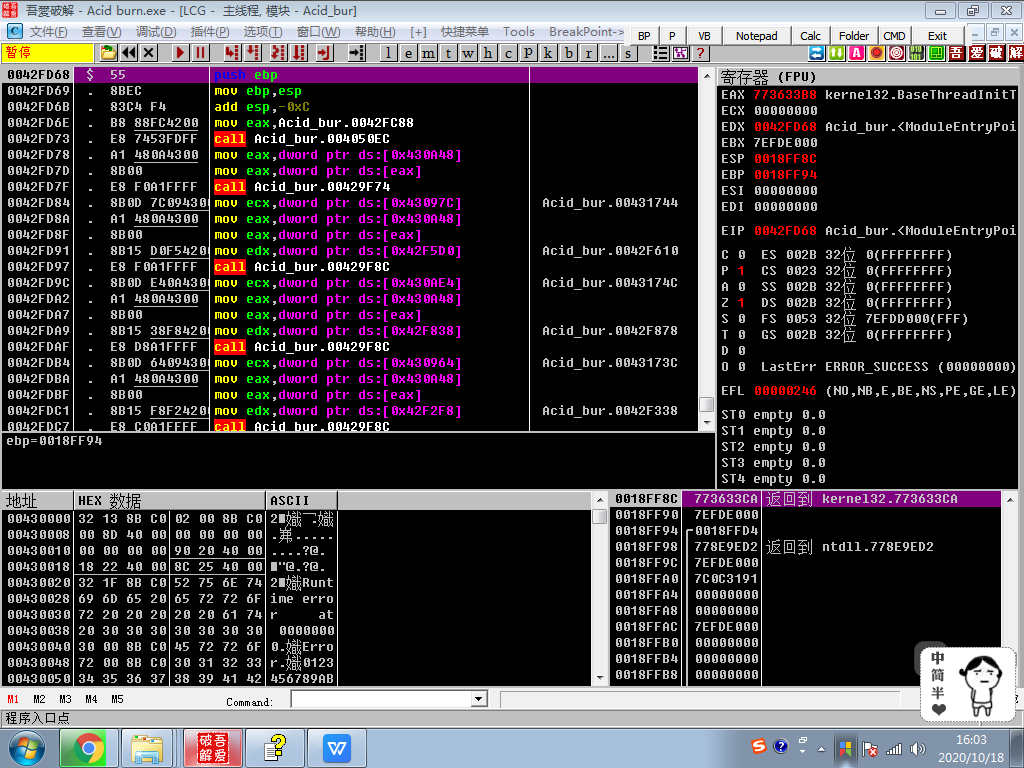 吾爱破解 - Acid burn.exe - [LCG - 主线程, 模块 - Acid_bur]
文件(F) 查看(V) 调试(D) 插件(P) 选项(T) 窗口(W) 帮助(H) [+] 快捷菜单 Tools BreakPoint-> BP P VB Notepad Calc Folder CMD Exit
暂停 l e m t w h c p k b r ... s
0042FD68 $ 55 push ebp
0042FD69 . 8BEC mov ebp,esp
0042FD6B . 83C4 F4 add esp,-0xC
0042FD6E . B8 88FC4200 mov eax,Acid_bur.0042FC88
0042FD73 . E8 7453FDFF call Acid_bur.004050EC
0042FD78 . A1 480A4300 mov eax,dword ptr ds:[0x430A48]
0042FD7D . 8B00 mov eax,dword ptr ds:[eax]
0042FD7F . E8 F0A1FFFF call Acid_bur.00429F74
0042FD84 . 8B0D 7C094300 mov ecx,dword ptr ds:[0x43097C] Acid_bur.00431744
0042FD8A . A1 480A4300 mov eax,dword ptr ds:[0x430A48]
0042FD8F . 8B00 mov eax,dword ptr ds:[eax]
0042FD91 . 8B15 D0F54200 mov edx,dword ptr ds:[0x42F5D0] Acid_bur.0042F610
0042FD97 . E8 F0A1FFFF call Acid_bur.00429F8C
0042FD9C . 8B0D E40A4300 mov ecx,dword ptr ds:[0x430AE4] Acid_bur.0043174C
0042FDA2 . A1 480A4300 mov eax,dword ptr ds:[0x430A48]
0042FDA7 . 8B00 mov eax,dword ptr ds:[eax]
0042FDA9 . 8B15 38F84200 mov edx,dword ptr ds:[0x42F838] Acid_bur.0042F878
0042FDAF . E8 D8A1FFFF call Acid_bur.00429F8C
0042FDB4 . 8B0D 64094300 mov ecx,dword ptr ds:[0x430964] Acid_bur.0043173C
0042FDBA . A1 480A4300 mov eax,dword ptr ds:[0x430A48]
0042FDBF . 8B00 mov eax,dword ptr ds:[eax]
0042FDC1 . 8B15 F8F24200 mov edx,dword ptr ds:[0x42F2F8] Acid_bur.0042F338
0042FDC7 . E8 C0A1FFFF call Acid_bur.00429F8C
ebp=0018FF94
寄存器 (FPU)
EAX 773633B8 kernel32.BaseThreadInitT
ECX 00000000
EDX 0042FD68 Acid_bur.<ModuleEntryPoi
EBX 7EFDE000
ESP 0018FF8C
EBP 0018FF94
ESI 00000000
EDI 00000000
EIP 0042FD68 Acid_bur.<ModuleEntryPoi
C 0 ES 002B 32位 0(FFFFFFFF)
P 1 CS 0023 32位 0(FFFFFFFF)
A 0 SS 002B 32位 0(FFFFFFFF)
Z 1 DS 002B 32位 0(FFFFFFFF)
S 0 FS 0053 32位 7EFDD000(FFF)
T 0 GS 002B 32位 0(FFFFFFFF)
D 0
O 0 LastErr ERROR_SUCCESS (00000000)
EFL 00000246 (NO,NB,E,BE,NS,PE,GE,LE)
ST0 empty 0.0
ST1 empty 0.0
ST2 empty 0.0
ST3 empty 0.0
ST4 empty 0.0
地址 HEX 数据 ASCII
00430000 32 13 8B C0 02 00 8B C0
00430008 00 8D 40 00 00 00 00 00
00430010 00 00 00 00 90 20 40 00 ....?@.
00430018 18 22 40 00 8C 25 40 00
00430020 32 1F 8B C0 52 75 6E 74 Runt
00430028 69 6D 65 20 65 72 72 6F ime erro
00430030 72 20 20 20 20 20 61 74 r at
00430038 20 30 30 30 30 30 30 30 0000000
00430040 30 00 8B C0 45 72 72 6F 0.Erro
00430048 72 00 8B C0 30 31 32 33 r.0123
00430050 34 35 36 37 38 39 41 42 456789AB
0018FF8C 773633CA 返回到 kernel32.773633CA
0018FF90 7EFDE000
0018FF94 0018FFD4
0018FF98 778E9ED2 返回到 ntdll.778E9ED2
0018FF9C 7EFDE000
0018FFA0 7C0C3191
0018FFA4 00000000
0018FFA8 00000000
0018FFAC 7EFDE000
0018FFB0 00000000
0018FFB4 00000000
0018FFB8 00000000
中
简
半
M1 M2 M3 M4 M5 Command:
程序入口点
破吾
解爱
16:03
2020/10/18